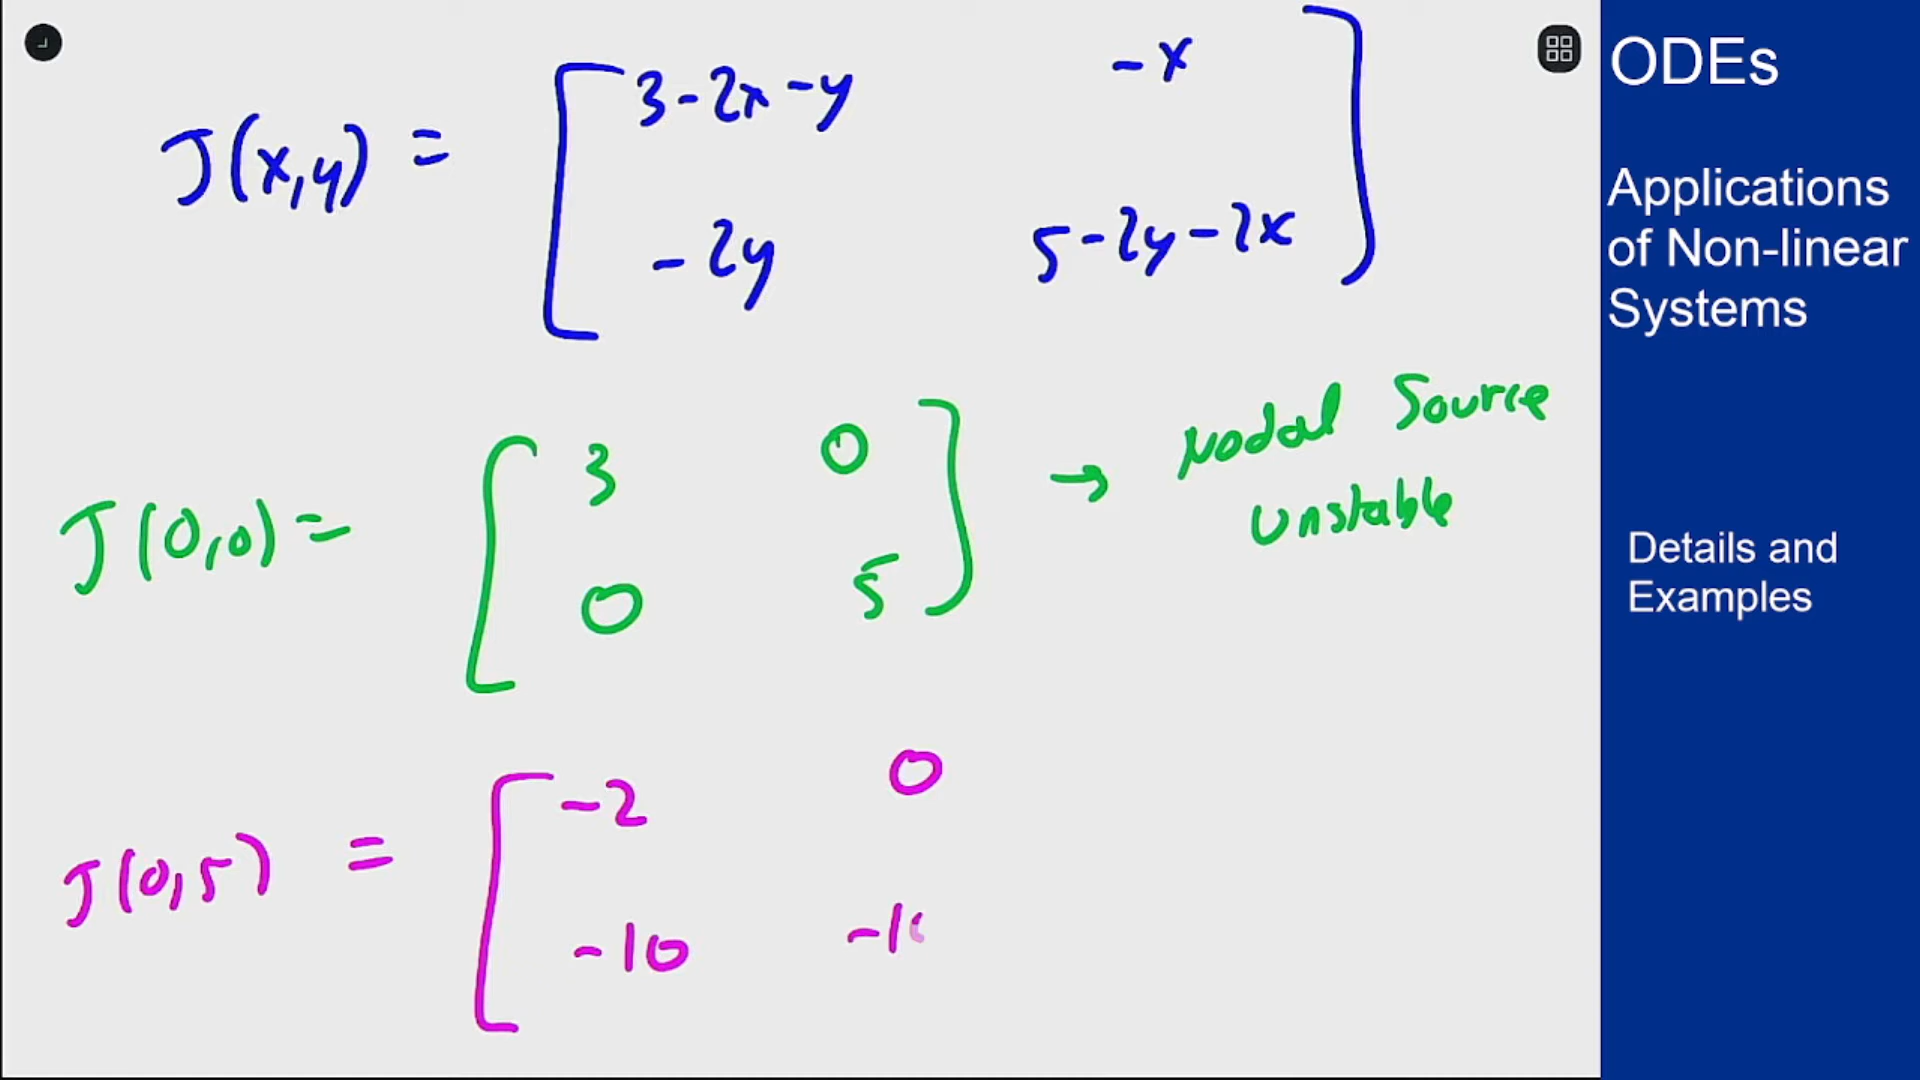 J(x,y) = [ 3-2x-y -x
-2y 5-2y-2x ]
J(0,0) = [ 3 0
0 5 ] → Nodal Source
Unstable
J(0,5) = [ -2 0
-10 -1
ODEs
Applications
of Non-linear
Systems
Details and
Examples